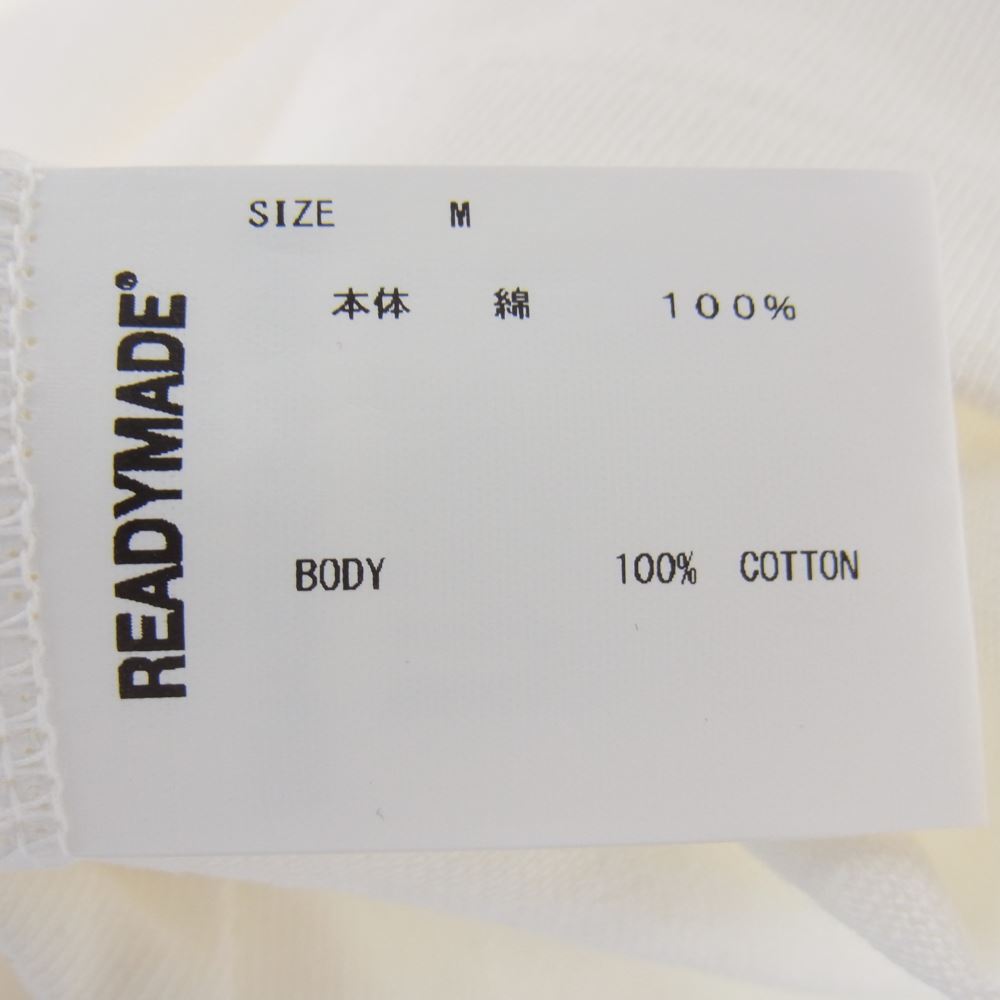 READYMADE®
SIZE M
本体 綿 100%
BODY 100% COTTON